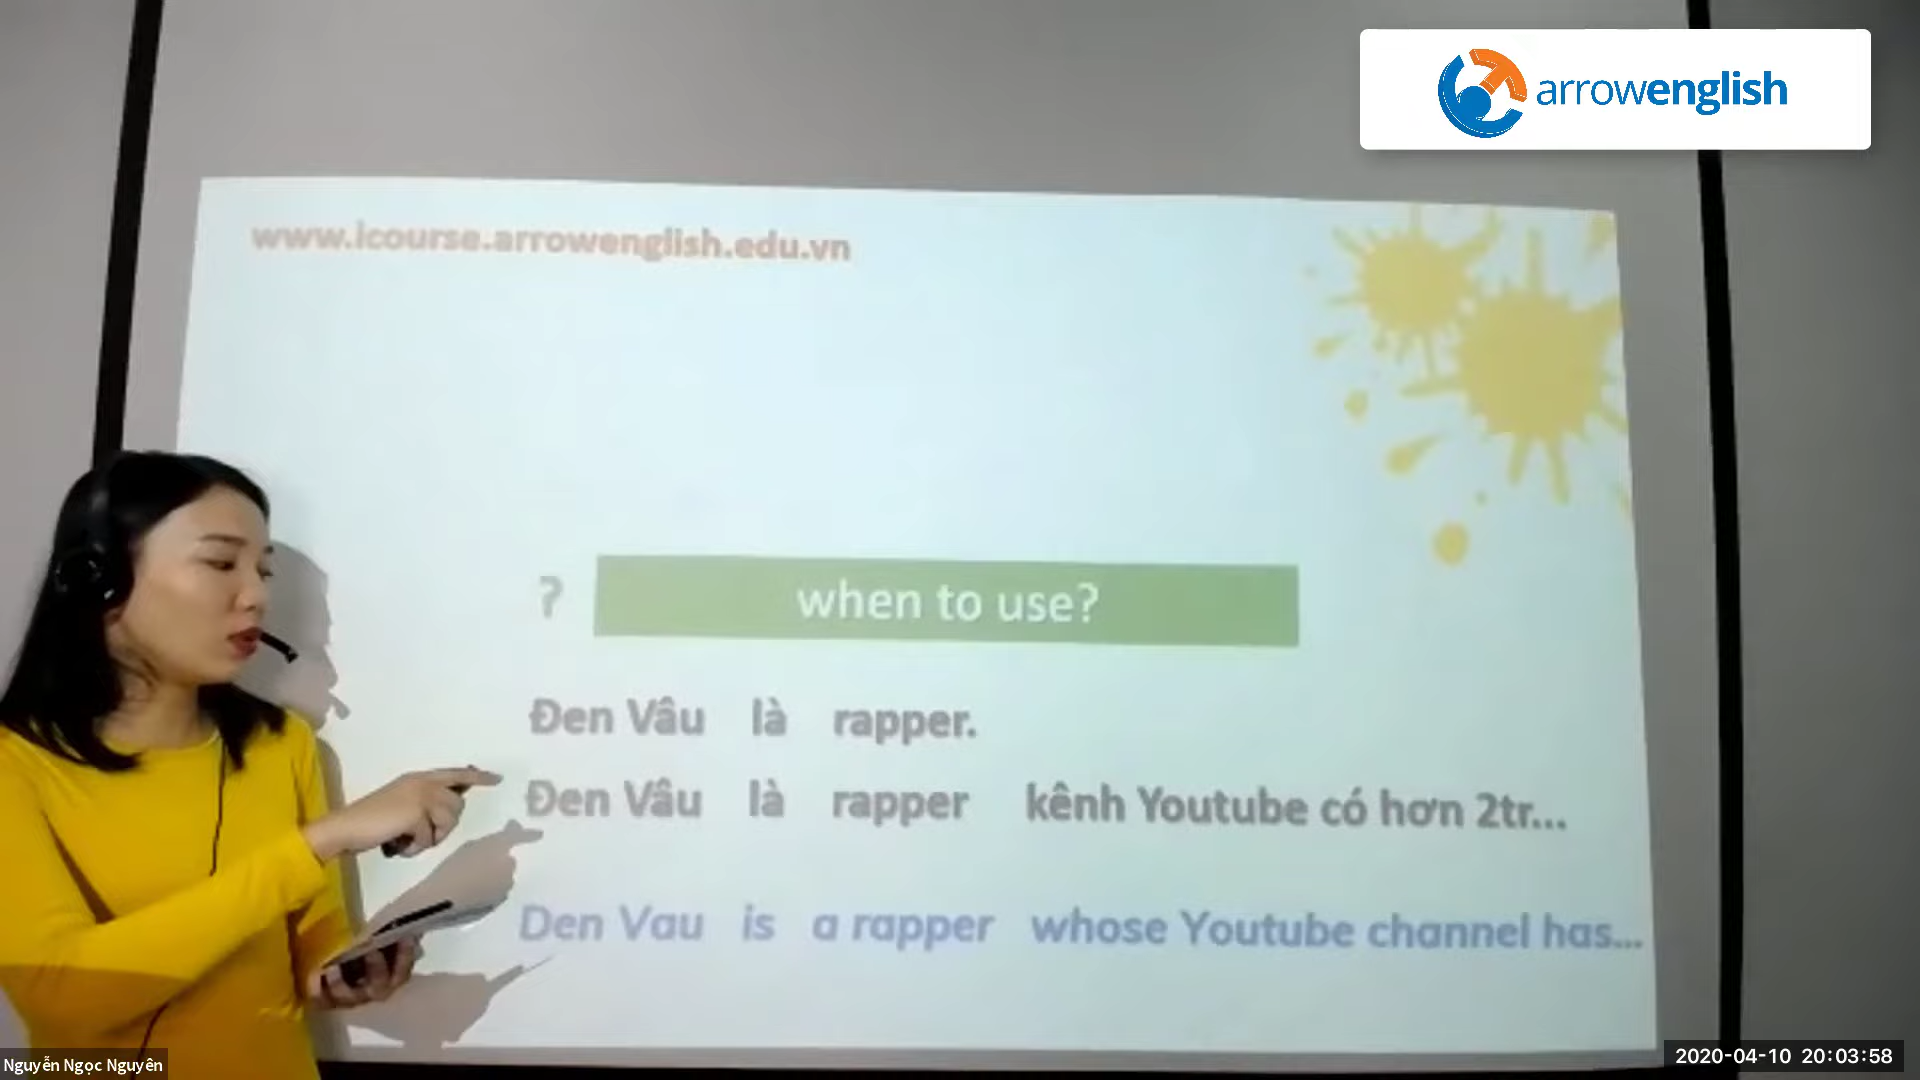 arrowenglish
www.icourse.arrowenglish.edu.vn
? when to use?
Đen Vâu là rapper.
Đen Vâu là rapper kênh Youtube có hơn 2tr...
Den Vau is a rapper whose Youtube channel has...
Nguyễn Ngọc Nguyên
2020-04-10 20:03:58